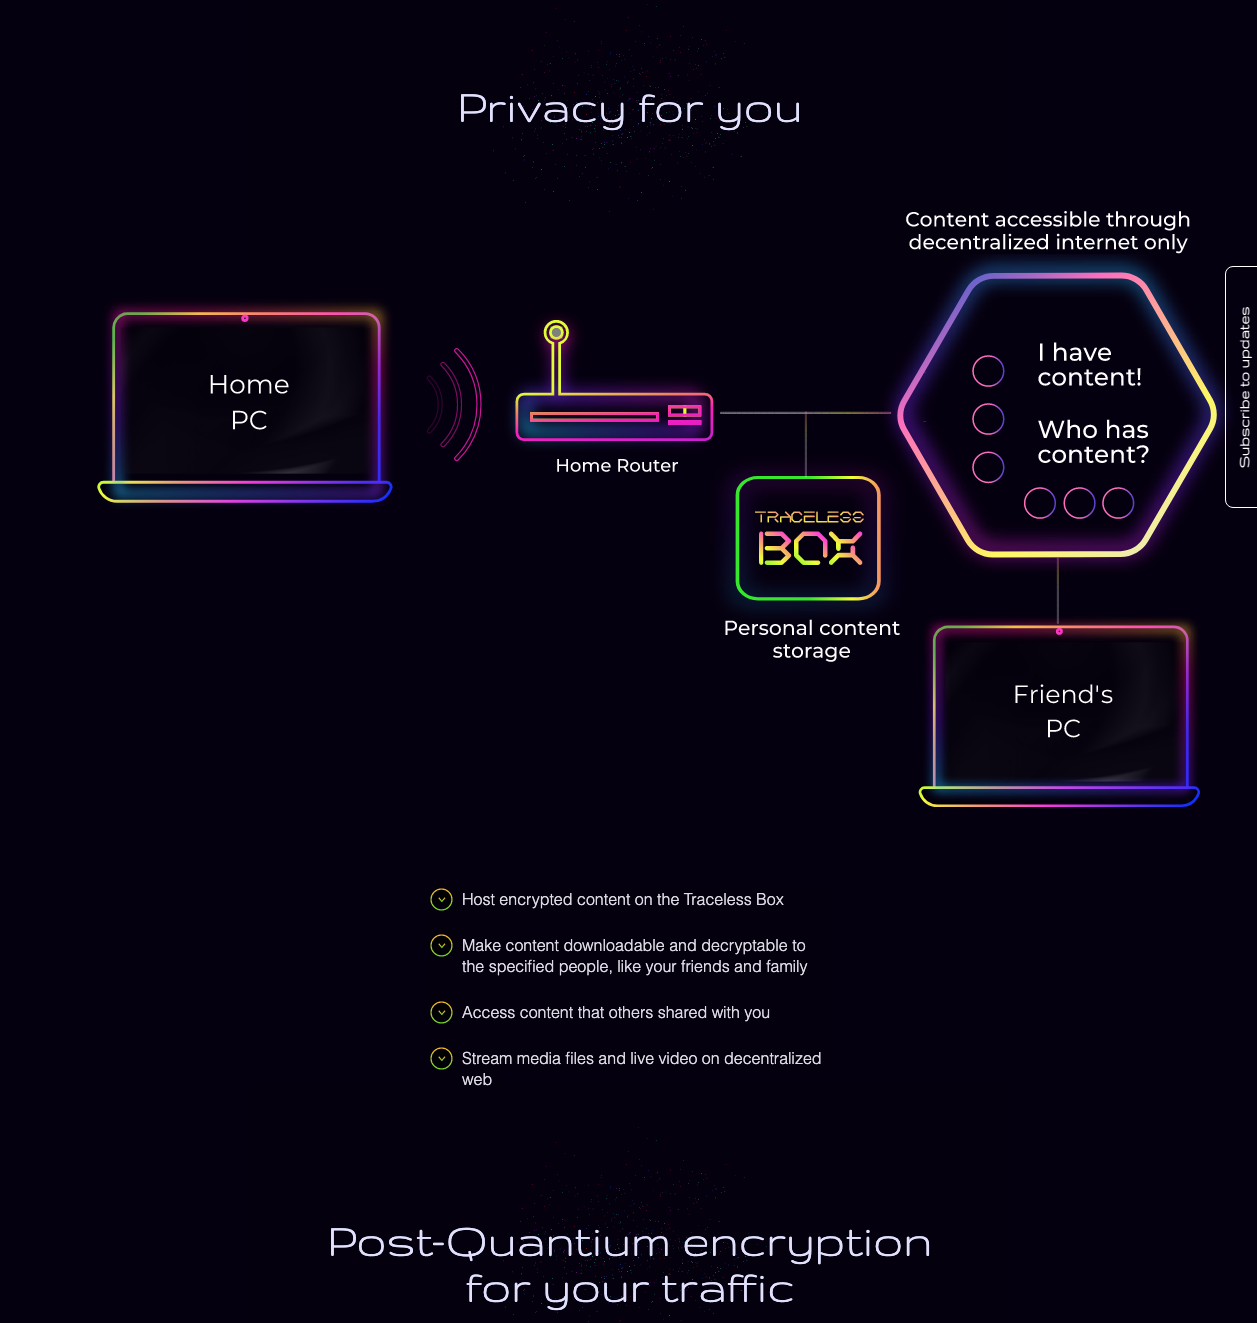 Privacy for you
Content accessible through
decentralized internet only
Home
PC
Home Router
I have
content!
Who has
content?
Subscribe to updates
TRACELESS
BOX
Personal content
storage
Friend's
PC
Host encrypted content on the Traceless Box
Make content downloadable and decryptable to
the specified people, like your friends and family
Access content that others shared with you
Stream media files and live video on decentralized
web
Post-Quantium encryption
for your traffic